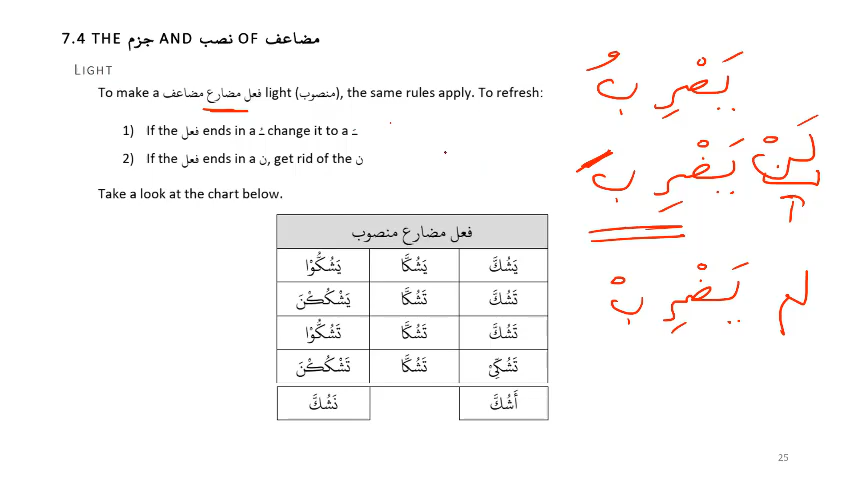 7.4 THE جزم AND نصب OF مضاعف
LIGHT
To make a فعل مضارع مضاعف light (منصوب), the same rules apply. To refresh:
1) If the فعل ends in a ـُ change it to a ـَ
2) If the فعل ends in a ن, get rid of the ن
Take a look at the chart below.
فعل مضارع منصوب
يَشُكَّ يَشُكَّا يَشُكُّوْا
تَشُكَّ تَشُكَّا يَشْكُكْنَ
تَشُكَّ تَشُكَّا تَشُكُّوْا
تَشُكِّيْ تَشُكَّا تَشْكُكْنَ
أَشُكَّ نَشُكَّ
يَضْرِبُ
لَنْ يَضْرِبَ
لم يَضْرِبْ
25